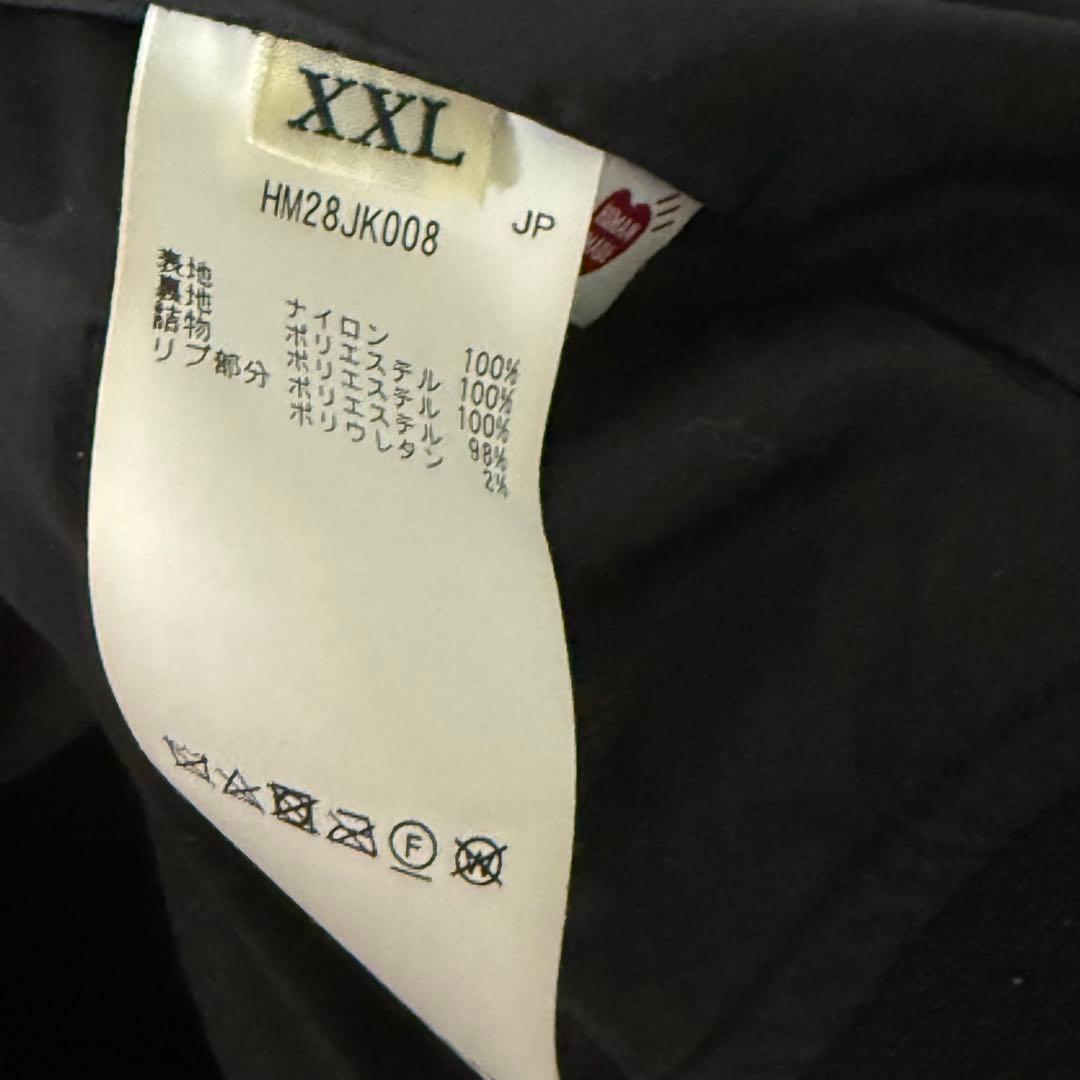 XXL
HM28JK008 JP
表地 ナイロン 100%
裏地 ポリエステル 100%
詰物 ポリエステル 100%
リブ部分 ポリエステル 98%
ポリウレタン 2%
F
W
HUMAN
MADE